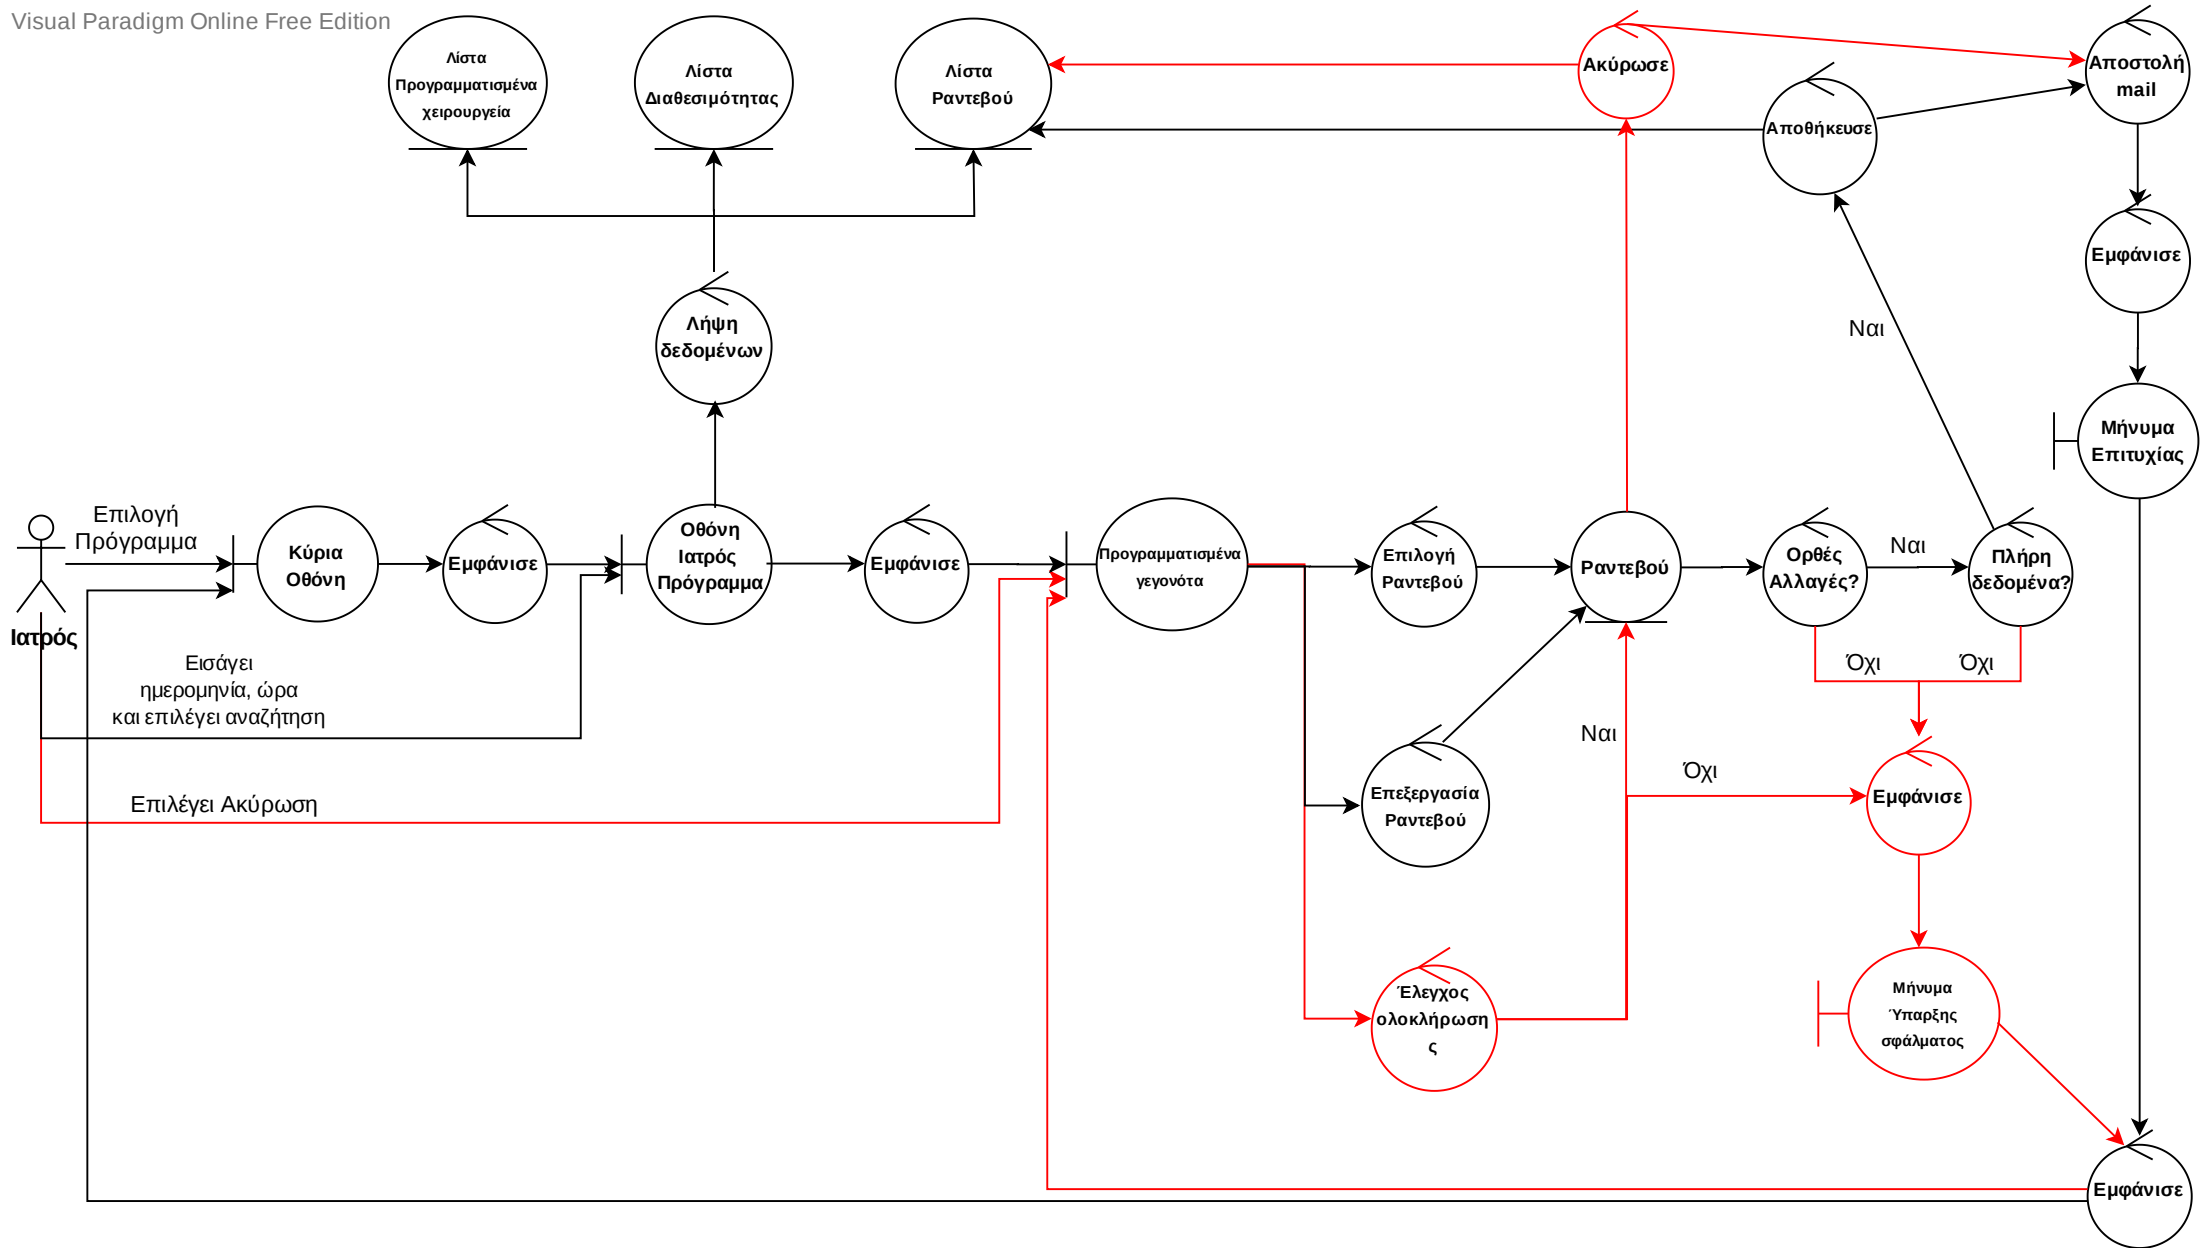 Visual Paradigm Online Free Edition
Λίστα
Προγραμματισμένα
χειρουργεία
Λίστα
Διαθεσιμότητας
Λίστα
Ραντεβού
Ακύρωσε
Αποστολή
mail
Αποθήκευσε
Εμφάνισε
Λήψη
δεδομένων
Ναι
Μήνυμα
Επιτυχίας
Ιατρός
Επιλογή
Πρόγραμμα
Κύρια
Οθόνη
Εμφάνισε
Οθόνη
Ιατρός
Πρόγραμμα
Εμφάνισε
Προγραμματισμένα
γεγονότα
Επιλογή
Ραντεβού
Ραντεβού
Ορθές
Αλλαγές?
Ναι
Πλήρη
δεδομένα?
Εισάγει
ημερομηνία, ώρα
και επιλέγει αναζήτηση
Όχι
Όχι
Ναι
Όχι
Επιλέγει Ακύρωση
Επεξεργασία
Ραντεβού
Εμφάνισε
Έλεγχος
ολοκλήρωση
ς
Μήνυμα
Ύπαρξης
σφάλματος
Εμφάνισε